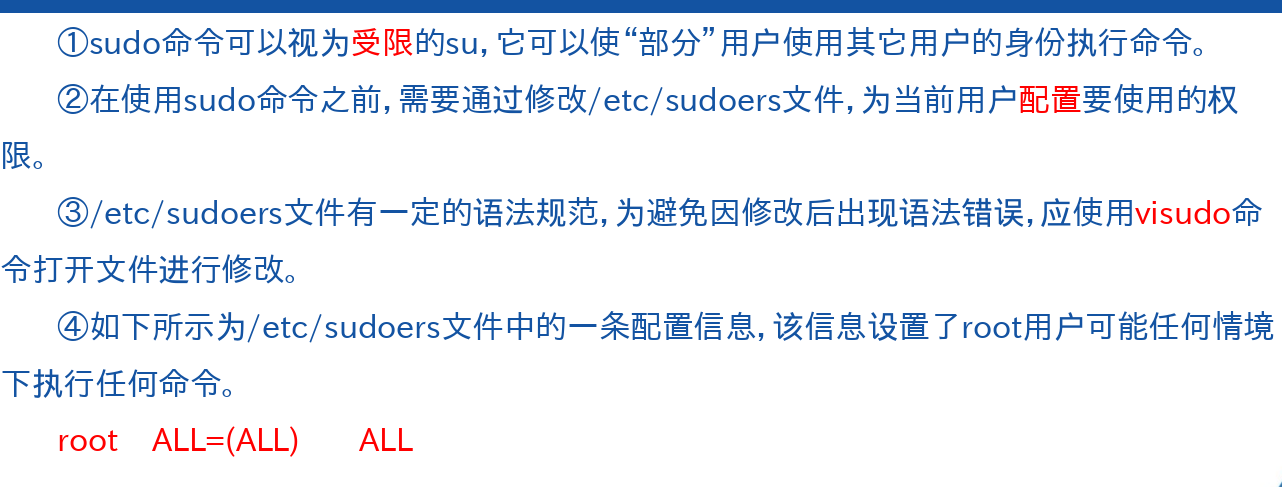 ①sudo命令可以视为受限的su，它可以使“部分”用户使用其它用户的身份执行命令。
②在使用sudo命令之前，需要通过修改/etc/sudoers文件，为当前用户配置要使用的权
限。
③/etc/sudoers文件有一定的语法规范，为避免因修改后出现语法错误，应使用visudo命
令打开文件进行修改。
④如下所示为/etc/sudoers文件中的一条配置信息，该信息设置了root用户可能任何情境
下执行任何命令。
root ALL=(ALL) ALL